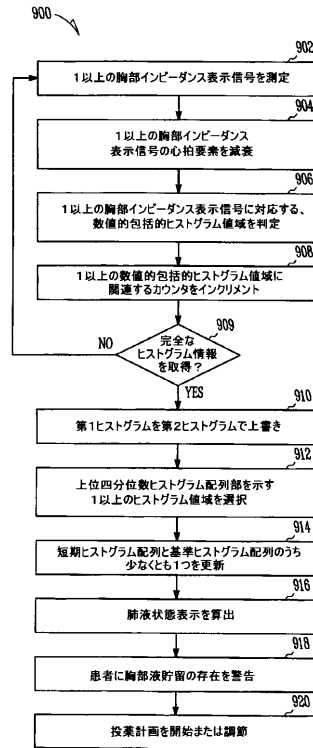 900
902
1以上の胸部インピーダンス表示信号を測定
904
1以上の胸部インピーダンス
表示信号の心拍要素を減衰
906
1以上の胸部インピーダンス表示信号に対応する、
数値的包括的ヒストグラム値域を判定
908
1以上の数値的包括的ヒストグラム値域に
関連するカウンタをインクリメント
909
完全な
ヒストグラム情報
を取得?
NO
YES
910
第1ヒストグラムを第2ヒストグラムで上書き
912
上位四分位数ヒストグラム配列部を示す
1以上のヒストグラム値域を選択
914
短期ヒストグラム配列と基準ヒストグラム配列のうち
少なくとも1つを更新
916
肺液状態表示を算出
918
患者に胸部液貯留の存在を警告
920
投薬計画を開始または調節